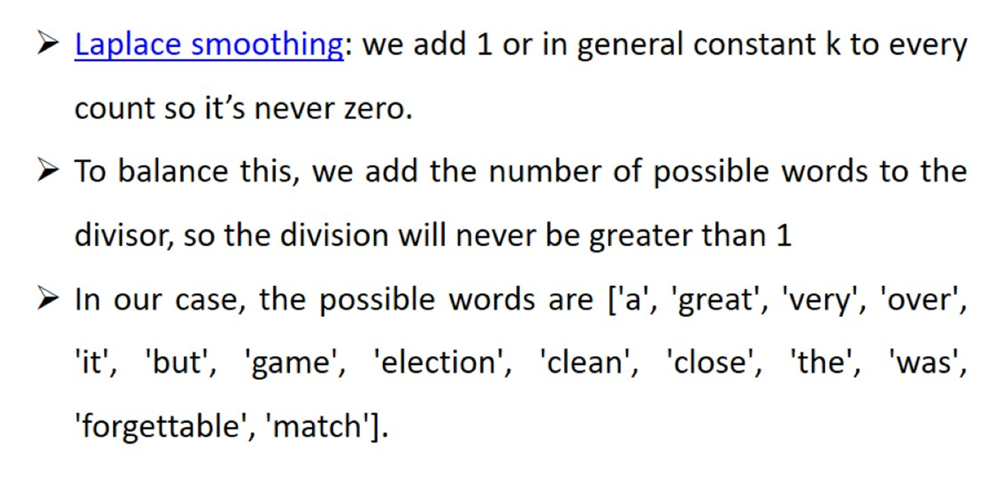 ➢ Laplace smoothing: we add 1 or in general constant k to every
count so it’s never zero.
➢ To balance this, we add the number of possible words to the
divisor, so the division will never be greater than 1
➢ In our case, the possible words are ['a', 'great', 'very', 'over',
'it', 'but', 'game', 'election', 'clean', 'close', 'the', 'was',
'forgettable', 'match'].